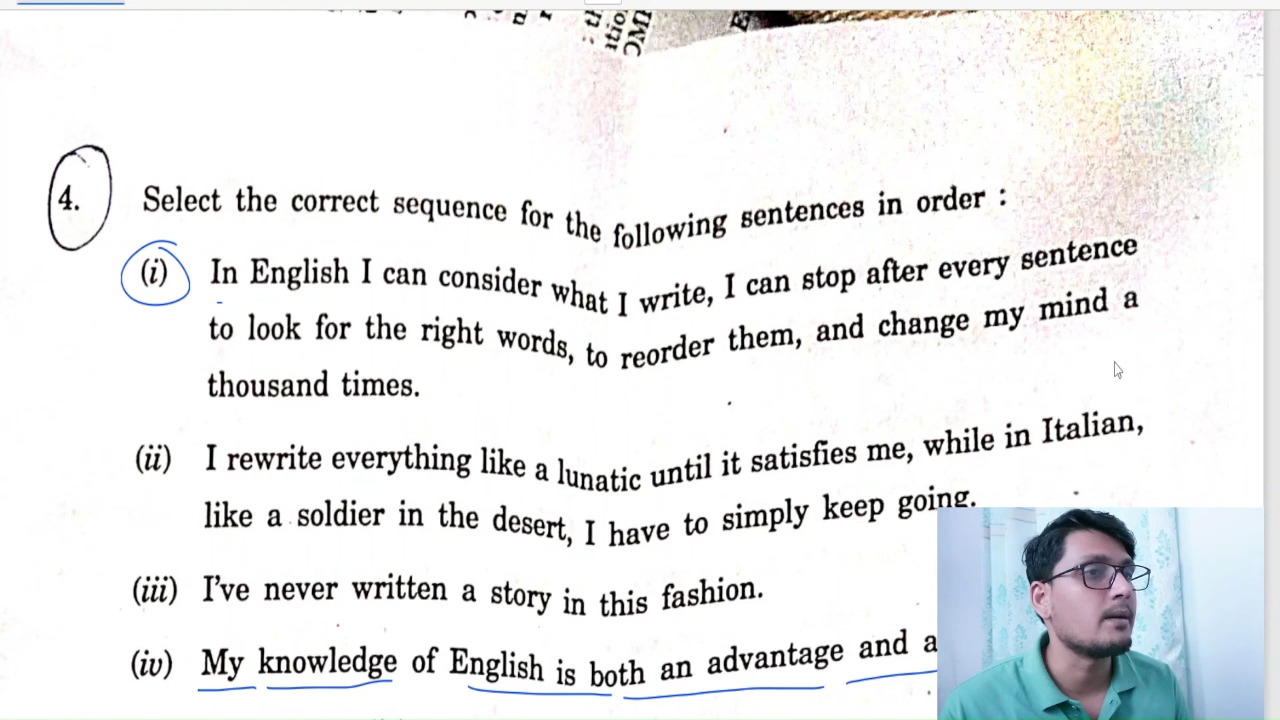 4. Select the correct sequence for the following sentences in order :
(i) In English I can consider what I write, I can stop after every sentence
to look for the right words, to reorder them, and change my mind a
thousand times.
(ii) I rewrite everything like a lunatic until it satisfies me, while in Italian,
like a soldier in the desert, I have to simply keep going.
(iii) I've never written a story in this fashion.
(iv) My knowledge of English is both an advantage and a